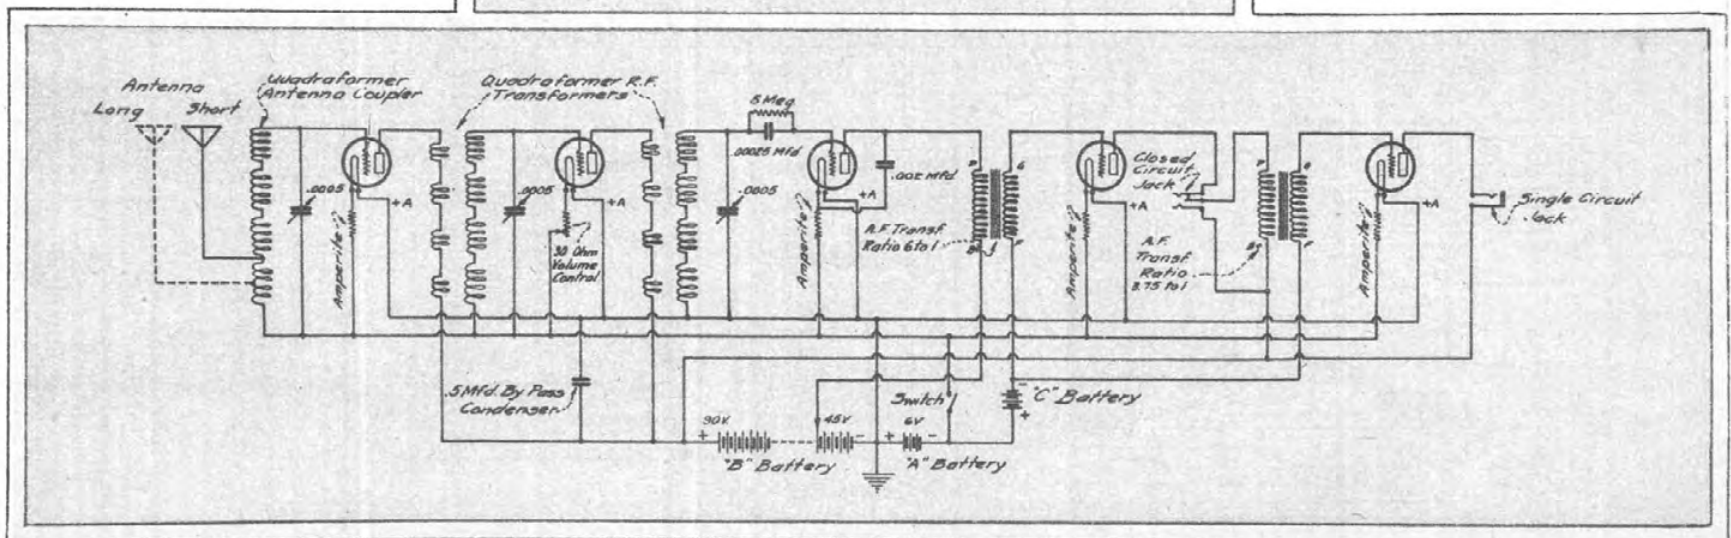 Antenna
Long Short
Quadraformer
Antenna Coupler
Quadraformer R.F.
Transformers
.0005
+A
Amperite
.0005
+A
30 Ohm
Volume
Control
5 Meg
.00025 Mfd
.0005
Amperite
.002 Mfd
+A
A.F. Transf.
Ratio 6 to 1
P
B+
G
F
Amperite
+A
Closed
Circuit
Jack
A.F.
Transf
Ratio
3.75 to 1
P
B+
G
F
Amperite
+A
Single Circuit
Jack
.5 Mfd. By Pass
Condenser
90V.
+
45V
-
"B" Battery
6V
+ -
"A" Battery
Switch
-
"C" Battery
+